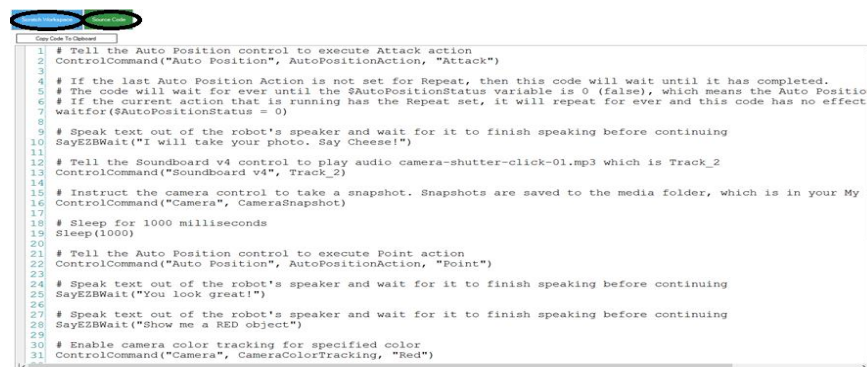 Scratch Workspace Source Code
Copy Code To Clipboard
1 # Tell the Auto Position control to execute Attack action
2 ControlCommand("Auto Position", AutoPositionAction, "Attack")
3
4 # If the last Auto Position Action is not set for Repeat, then this code will wait until it has completed.
5 # The code will wait for ever until the $AutoPositionStatus variable is 0 (false), which means the Auto Positio
6 # If the current action that is running has the Repeat set, it will repeat for ever and this code has no effect
7 waitfor($AutoPositionStatus = 0)
8
9 # Speak text out of the robot's speaker and wait for it to finish speaking before continuing
10 SayEZBWait("I will take your photo. Say Cheese!")
11
12 # Tell the Soundboard v4 control to play audio camera-shutter-click-01.mp3 which is Track_2
13 ControlCommand("Soundboard v4", Track_2)
14
15 # Instruct the camera control to take a snapshot. Snapshots are saved to the media folder, which is in your My
16 ControlCommand("Camera", CameraSnapshot)
17
18 # Sleep for 1000 milliseconds
19 Sleep(1000)
20
21 # Tell the Auto Position control to execute Point action
22 ControlCommand("Auto Position", AutoPositionAction, "Point")
23
24 # Speak text out of the robot's speaker and wait for it to finish speaking before continuing
25 SayEZBWait("You look great!")
26
27 # Speak text out of the robot's speaker and wait for it to finish speaking before continuing
28 SayEZBWait("Show me a RED object")
29
30 # Enable camera color tracking for specified color
31 ControlCommand("Camera", CameraColorTracking, "Red")